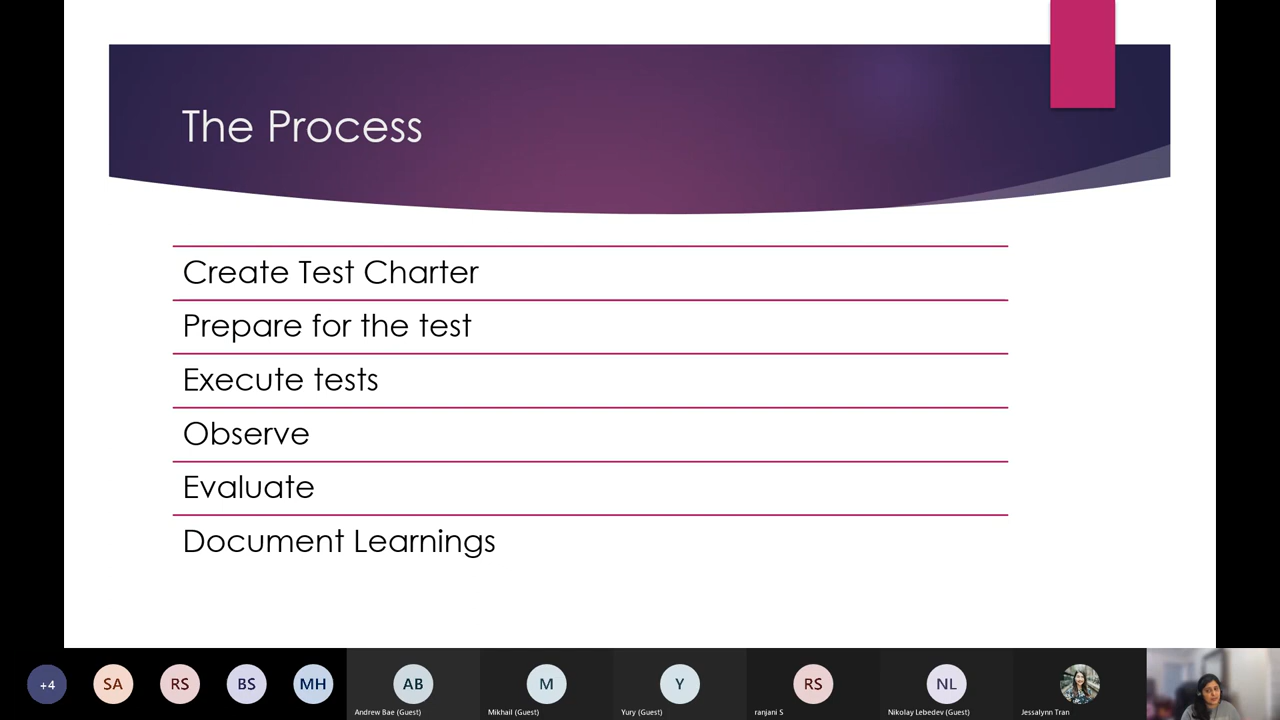 The Process
Create Test Charter
Prepare for the test
Execute tests
Observe
Evaluate
Document Learnings
+4
SA
RS
BS
MH
AB
M
Y
RS
NL
Andrew Bae (Guest)
Mikhail (Guest)
Yury (Guest)
ranjani S
Nikolay Lebedev (Guest)
Jessalynn Tran